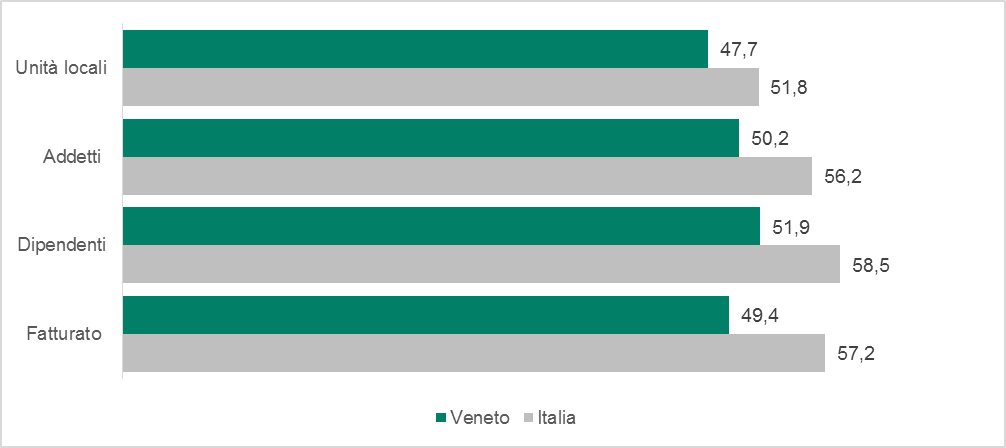 Unità locali
47,7
51,8
Addetti
50,2
56,2
Dipendenti
51,9
58,5
Fatturato
49,4
57,2
Veneto Italia